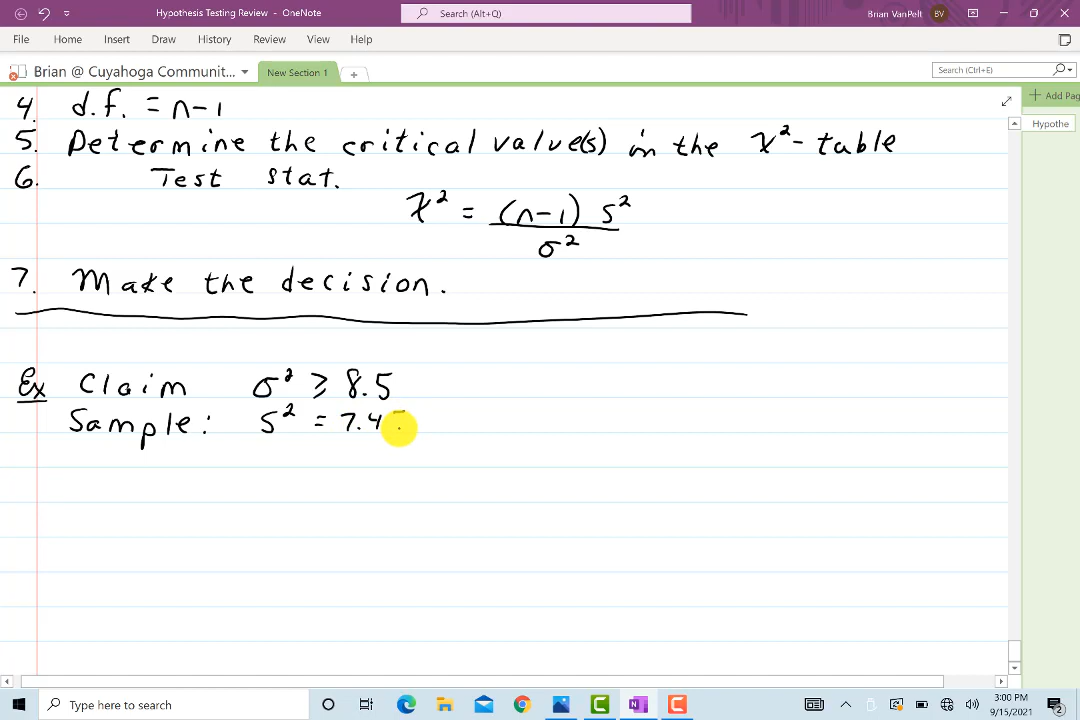 Hypothesis Testing Review - OneNote
Search (Alt+Q)
Brian VanPelt
BV
File Home Insert Draw History Review View Help
Brian @ Cuyahoga Communit...
New Section 1
Search (Ctrl+E)
Add Pag
Hypothe
4. d.f. = n-1
5. Determine the critical value(s) in the χ²-table
6. Test stat.
χ² = (n-1) s²
σ²
7. Make the decision.
Ex Claim σ² ≥ 8.5
Sample: s² = 7.4
Type here to search
3:00 PM
9/15/2021
2